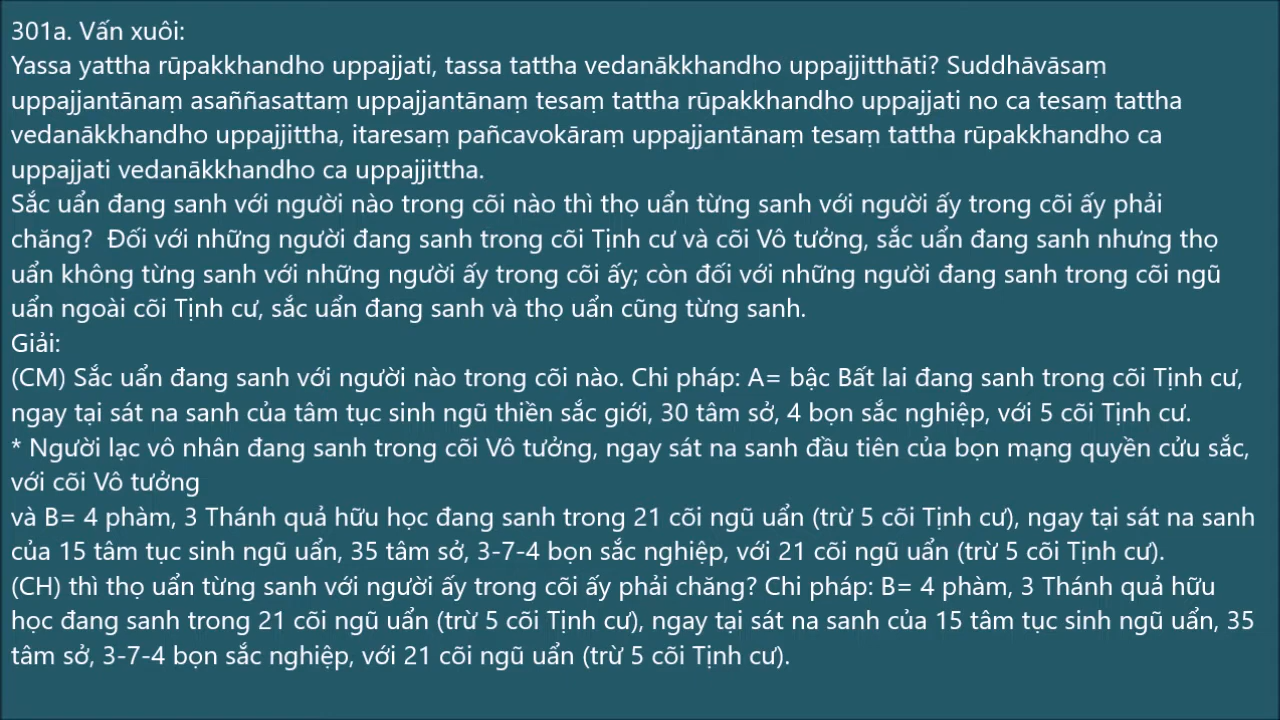 301a. Vấn xuôi:
Yassa yattha rūpakkhandho uppajjati, tassa tattha vedanākkhandho uppajjitthāti? Suddhāvāsaṃ
uppajjantānaṃ asaññasattaṃ uppajjantānaṃ tesaṃ tattha rūpakkhandho uppajjati no ca tesaṃ tattha
vedanākkhandho uppajjittha, itaresaṃ pañcavokāraṃ uppajjantānaṃ tesaṃ tattha rūpakkhandho ca
uppajjati vedanākkhandho ca uppajjittha.
Sắc uẩn đang sanh với người nào trong cõi nào thì thọ uẩn từng sanh với người ấy trong cõi ấy phải
chăng?  Đối với những người đang sanh trong cõi Tịnh cư và cõi Vô tưởng, sắc uẩn đang sanh nhưng thọ
uẩn không từng sanh với những người ấy trong cõi ấy; còn đối với những người đang sanh trong cõi ngũ
uẩn ngoài cõi Tịnh cư, sắc uẩn đang sanh và thọ uẩn cũng từng sanh.
Giải:
(CM) Sắc uẩn đang sanh với người nào trong cõi nào. Chi pháp: A= bậc Bất lai đang sanh trong cõi Tịnh cư,
ngay tại sát na sanh của tâm tục sinh ngũ thiền sắc giới, 30 tâm sở, 4 bọn sắc nghiệp, với 5 cõi Tịnh cư.
* Người lạc vô nhân đang sanh trong cõi Vô tưởng, ngay sát na sanh đầu tiên của bọn mạng quyền cửu sắc,
với cõi Vô tưởng
và B= 4 phàm, 3 Thánh quả hữu học đang sanh trong 21 cõi ngũ uẩn (trừ 5 cõi Tịnh cư), ngay tại sát na sanh
của 15 tâm tục sinh ngũ uẩn, 35 tâm sở, 3-7-4 bọn sắc nghiệp, với 21 cõi ngũ uẩn (trừ 5 cõi Tịnh cư).
(CH) thì thọ uẩn từng sanh với người ấy trong cõi ấy phải chăng? Chi pháp: B= 4 phàm, 3 Thánh quả hữu
học đang sanh trong 21 cõi ngũ uẩn (trừ 5 cõi Tịnh cư), ngay tại sát na sanh của 15 tâm tục sinh ngũ uẩn, 35
tâm sở, 3-7-4 bọn sắc nghiệp, với 21 cõi ngũ uẩn (trừ 5 cõi Tịnh cư).